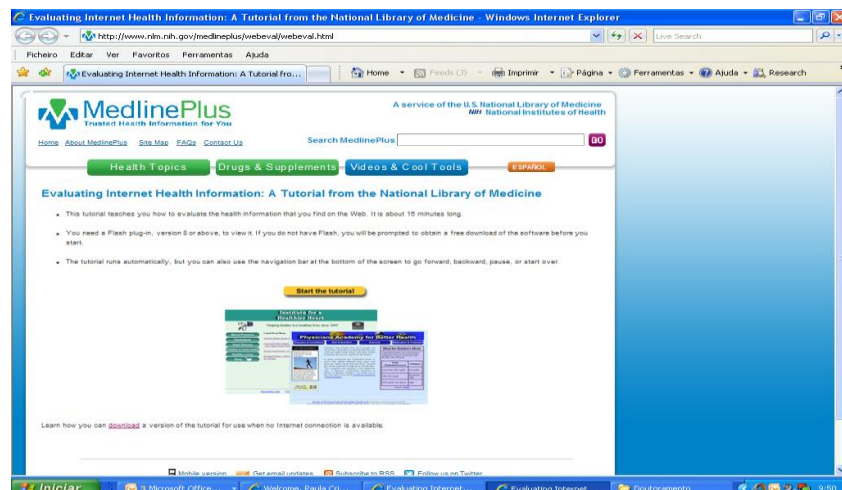 Evaluating Internet Health Information: A Tutorial from the National Library of Medicine - Windows Internet Explorer
http://www.nlm.nih.gov/medlineplus/webeval/webeval.html
Live Search
Ficheiro Editar Ver Favoritos Ferramentas Ajuda
Evaluating Internet Health Information: A Tutorial fro...
Home Feeds (J) Imprimir Página Ferramentas Ajuda Research
MedlinePlus
Trusted Health Information for You
A service of the U.S. National Library of Medicine
NIH National Institutes of Health
Home About MedlinePlus Site Map FAQs Contact Us
Search MedlinePlus GO
Health Topics Drugs & Supplements Videos & Cool Tools ESPAÑOL
Evaluating Internet Health Information: A Tutorial from the National Library of Medicine
This tutorial teaches you how to evaluate the health information that you find on the Web. It is about 16 minutes long.
You need a Flash plug-in, version 8 or above, to view it. If you do not have Flash, you will be prompted to obtain a free download of the software before you
start.
The tutorial runs automatically, but you can also use the navigation bar at the bottom of the screen to go forward, backward, pause, or start over.
Start the tutorial
Institute for a
Healthier Heart
Physicians Academy for Better Health
Learn how you can download a version of the tutorial for use when no Internet connection is available.
Mobile version Get email updates Subscribe to RSS Follow us on Twitter
Iniciar 3 Microsoft Office... Welcome, Paula Cri... Evaluating Internet... Evaluating Internet... Doutoramento 9:50